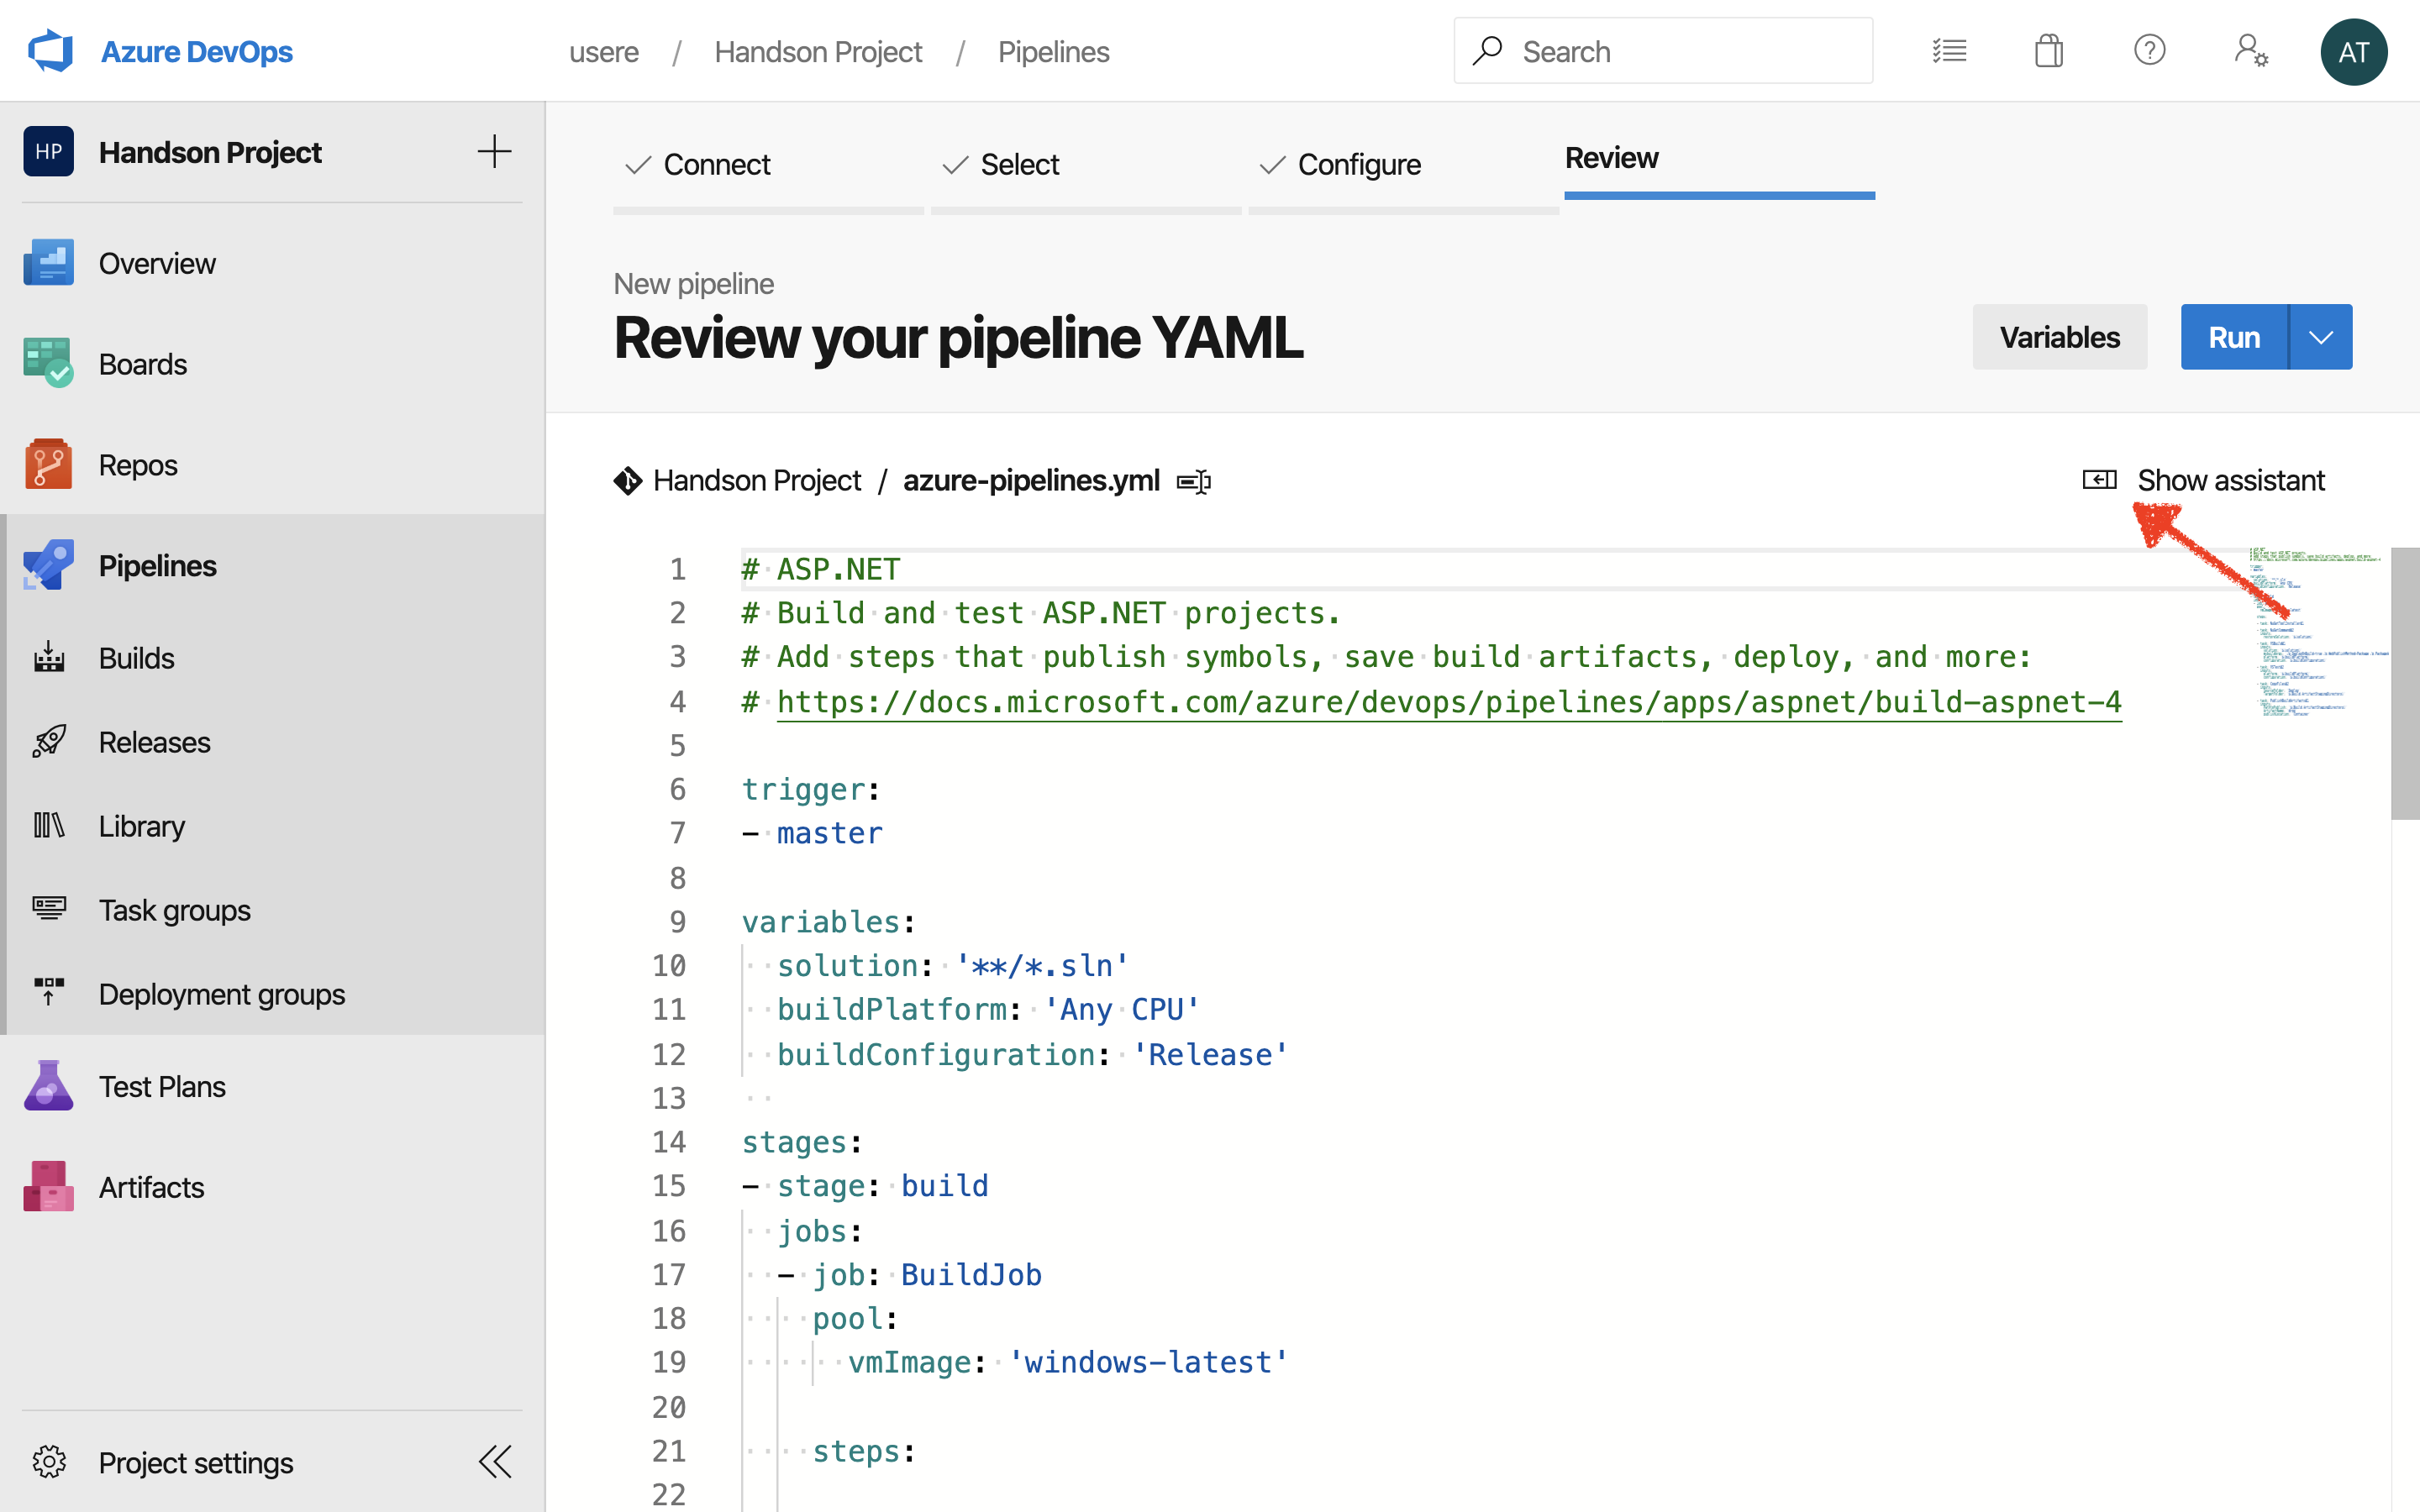 Azure DevOps
usere / Handson Project / Pipelines
Search
AT
HP Handson Project
Overview
Boards
Repos
Pipelines
Builds
Releases
Library
Task groups
Deployment groups
Test Plans
Artifacts
Project settings
Connect
Select
Configure
Review
New pipeline
Review your pipeline YAML
Variables
Run
Handson Project / azure-pipelines.yml
Show assistant
1 # ASP.NET
2 # Build and test ASP.NET projects.
3 # Add steps that publish symbols, save build artifacts, deploy, and more:
4 # https://docs.microsoft.com/azure/devops/pipelines/apps/aspnet/build-aspnet-4
5
6 trigger:
7 - master
8
9 variables:
10   solution: '**/*.sln'
11   buildPlatform: 'Any CPU'
12   buildConfiguration: 'Release'
13
14 stages:
15 - stage: build
16   jobs:
17   - job: BuildJob
18     pool:
19       vmImage: 'windows-latest'
20
21     steps:
22